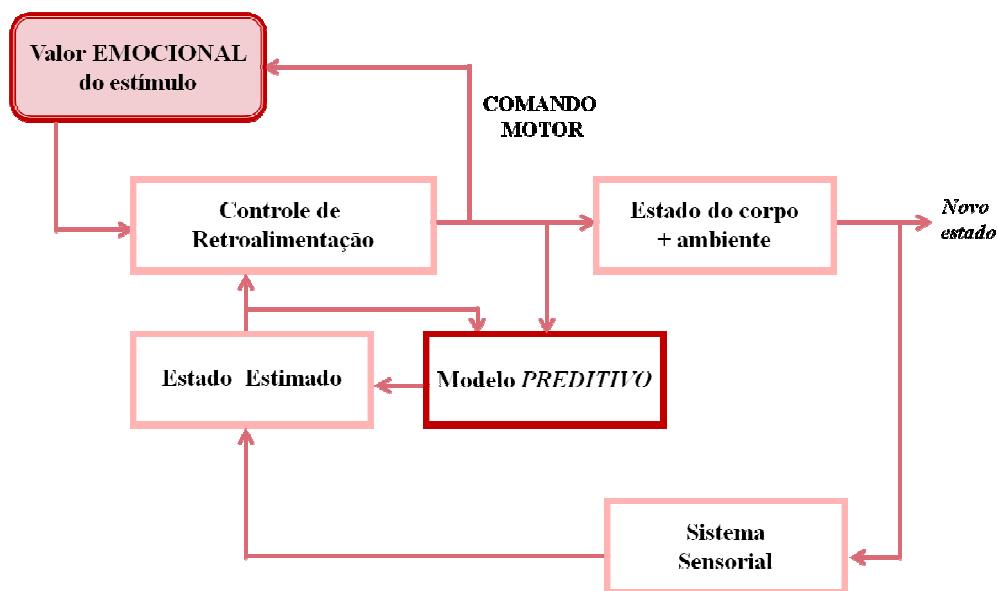 Valor EMOCIONAL
do estímulo
COMANDO
MOTOR
Controle de
Retroalimentação
Estado do corpo
+ ambiente
Novo
estado
Estado Estimado
Modelo PREDITIVO
Sistema
Sensorial